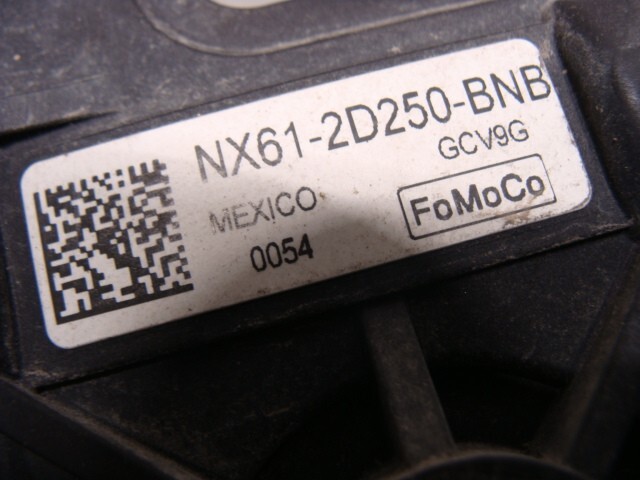 NX61-2D250-BNB
GCV9G
MEXICO
FoMoCo
0054